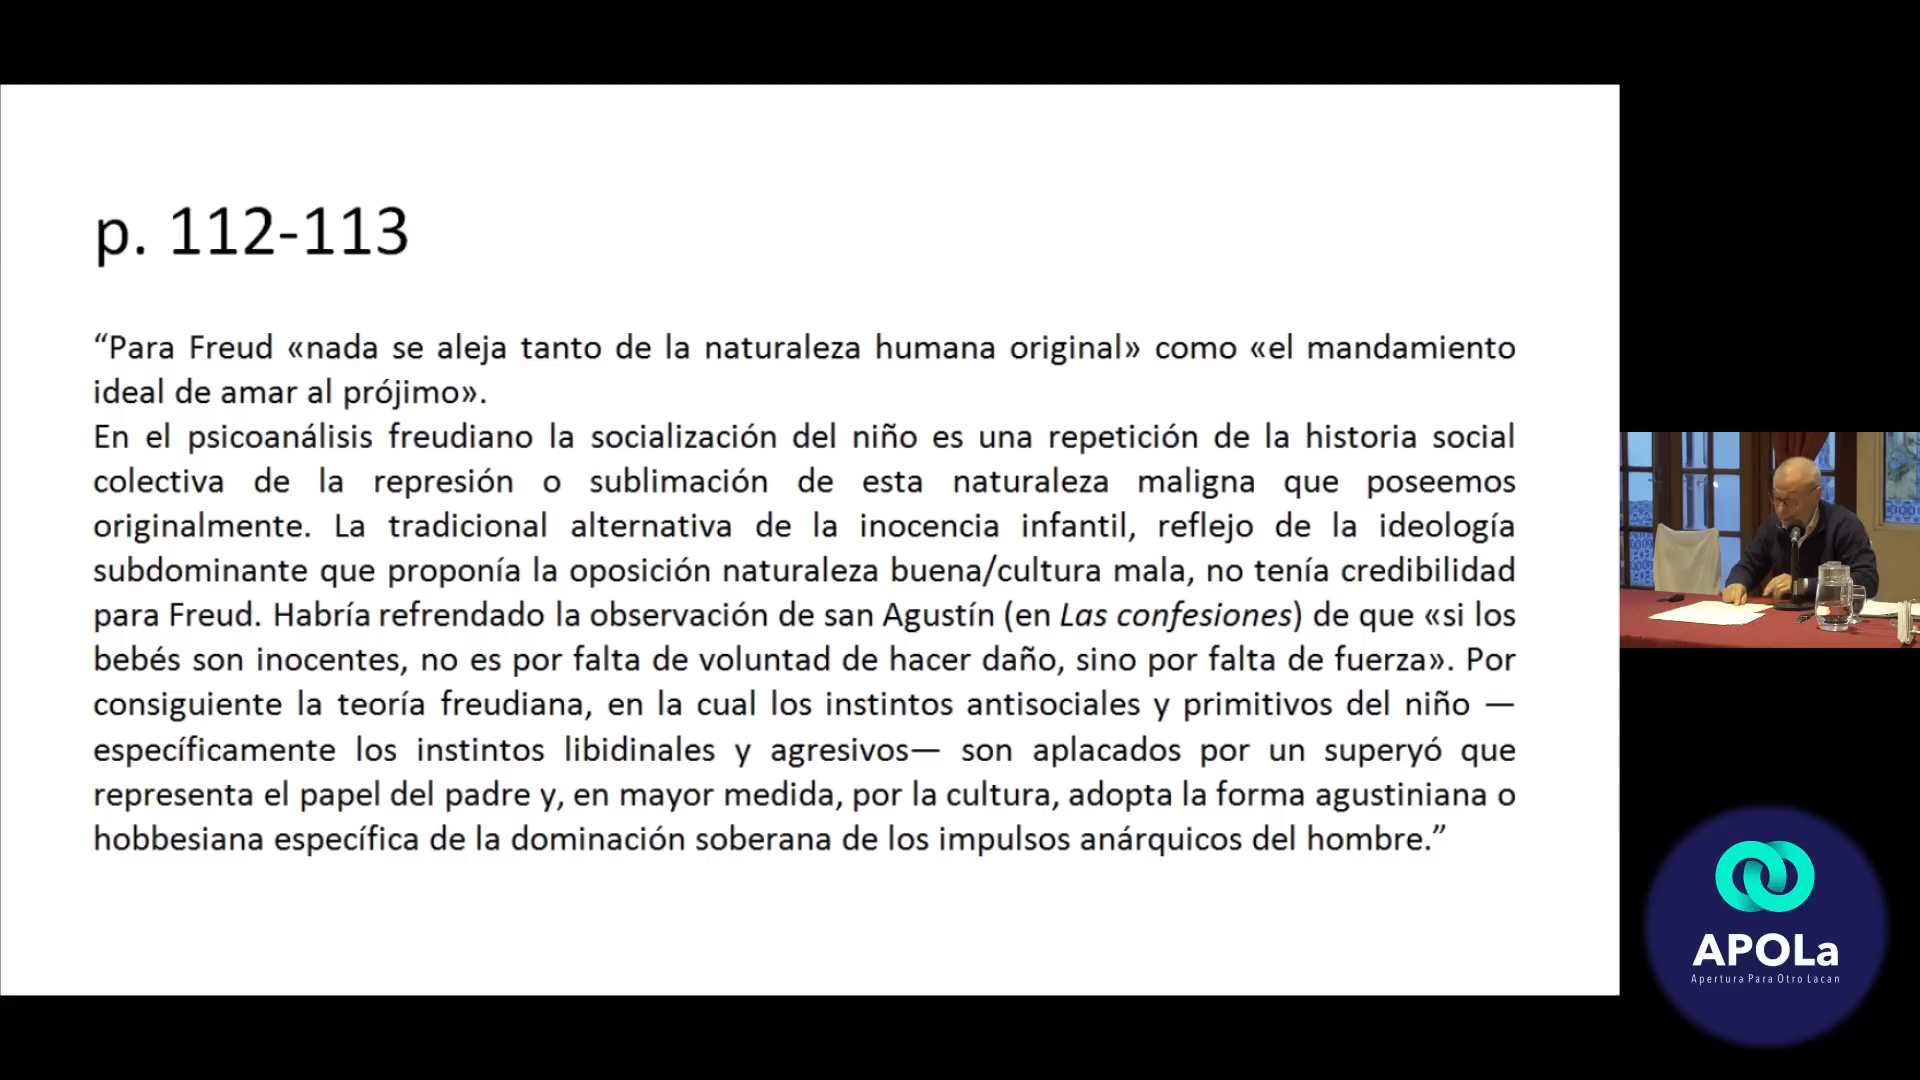 p. 112-113
“Para Freud «nada se aleja tanto de la naturaleza humana original» como «el mandamiento
ideal de amar al prójimo».
En el psicoanálisis freudiano la socialización del niño es una repetición de la historia social
colectiva de la represión o sublimación de esta naturaleza maligna que poseemos
originalmente. La tradicional alternativa de la inocencia infantil, reflejo de la ideología
subdominante que proponía la oposición naturaleza buena/cultura mala, no tenía credibilidad
para Freud. Habría refrendado la observación de san Agustín (en Las confesiones) de que «si los
bebés son inocentes, no es por falta de voluntad de hacer daño, sino por falta de fuerza». Por
consiguiente la teoría freudiana, en la cual los instintos antisociales y primitivos del niño —
específicamente los instintos libidinales y agresivos— son aplacados por un superyó que
representa el papel del padre y, en mayor medida, por la cultura, adopta la forma agustiniana o
hobbesiana específica de la dominación soberana de los impulsos anárquicos del hombre.”
APOLa
Apertura Para Otro Lacan